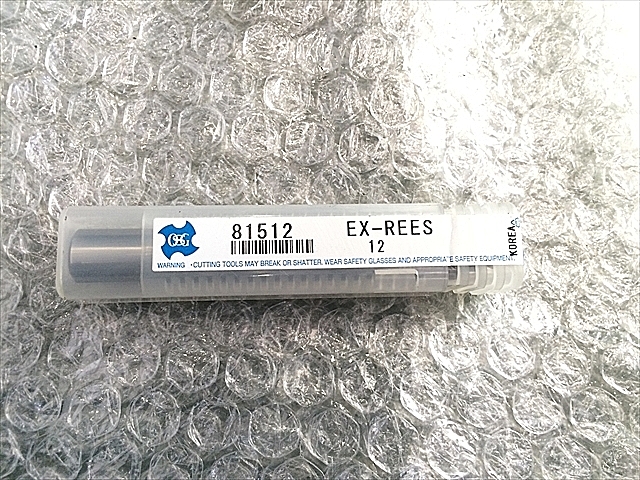 OSG
81512 EX-REES
12
WARNING •CUTTING TOOLS MAY BREAK OR SHATTER. WEAR SAFETY GLASSES AND APPROPRIATE SAFETY EQUIPMENT.
KOREA